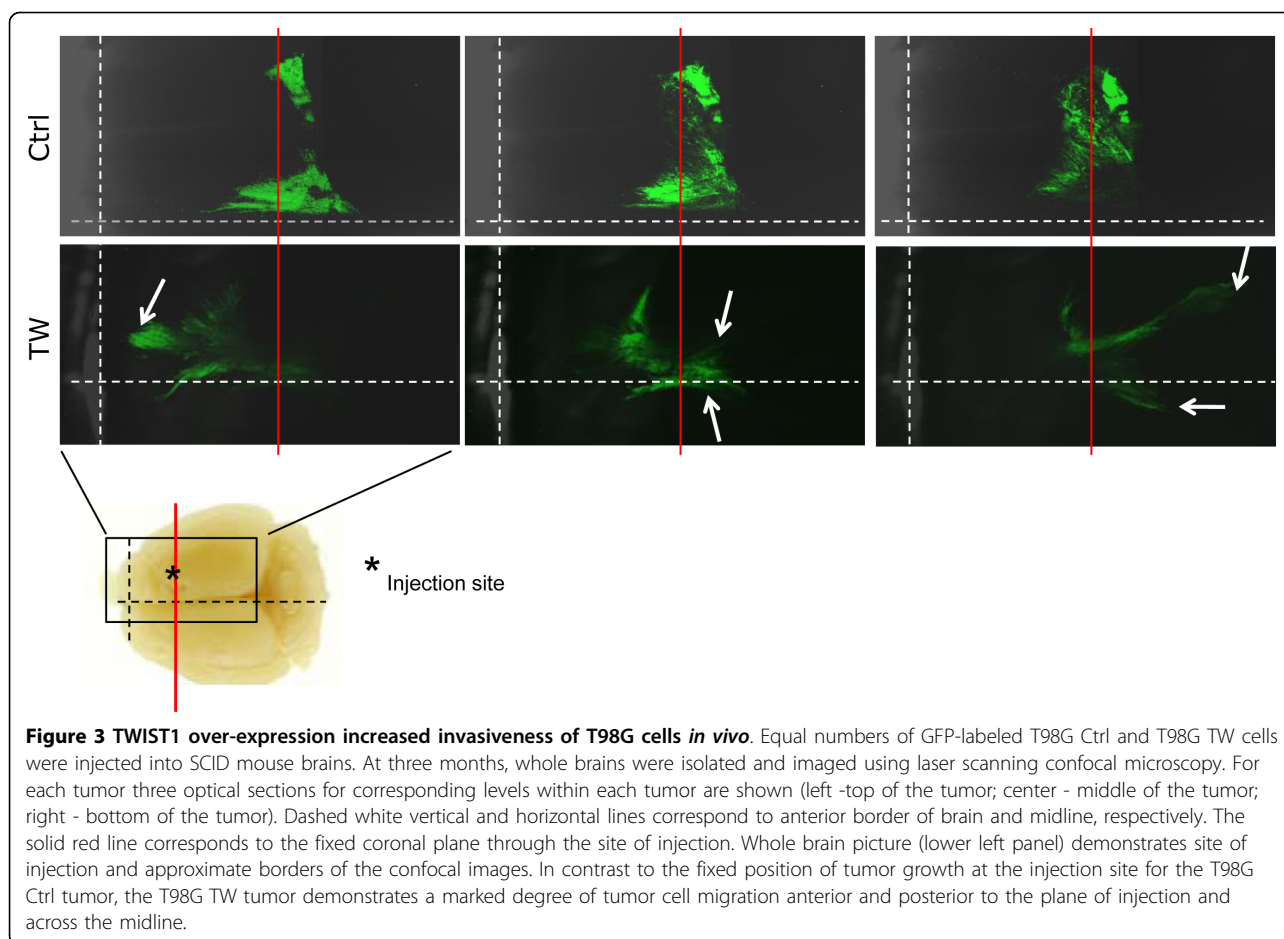 Ctrl
TW
* Injection site
*
Figure 3 TWIST1 over-expression increased invasiveness of T98G cells in vivo. Equal numbers of GFP-labeled T98G Ctrl and T98G TW cells
were injected into SCID mouse brains. At three months, whole brains were isolated and imaged using laser scanning confocal microscopy. For
each tumor three optical sections for corresponding levels within each tumor are shown (left -top of the tumor; center - middle of the tumor;
right - bottom of the tumor). Dashed white vertical and horizontal lines correspond to anterior border of brain and midline, respectively. The
solid red line corresponds to the fixed coronal plane through the site of injection. Whole brain picture (lower left panel) demonstrates site of
injection and approximate borders of the confocal images. In contrast to the fixed position of tumor growth at the injection site for the T98G
Ctrl tumor, the T98G TW tumor demonstrates a marked degree of tumor cell migration anterior and posterior to the plane of injection and
across the midline.